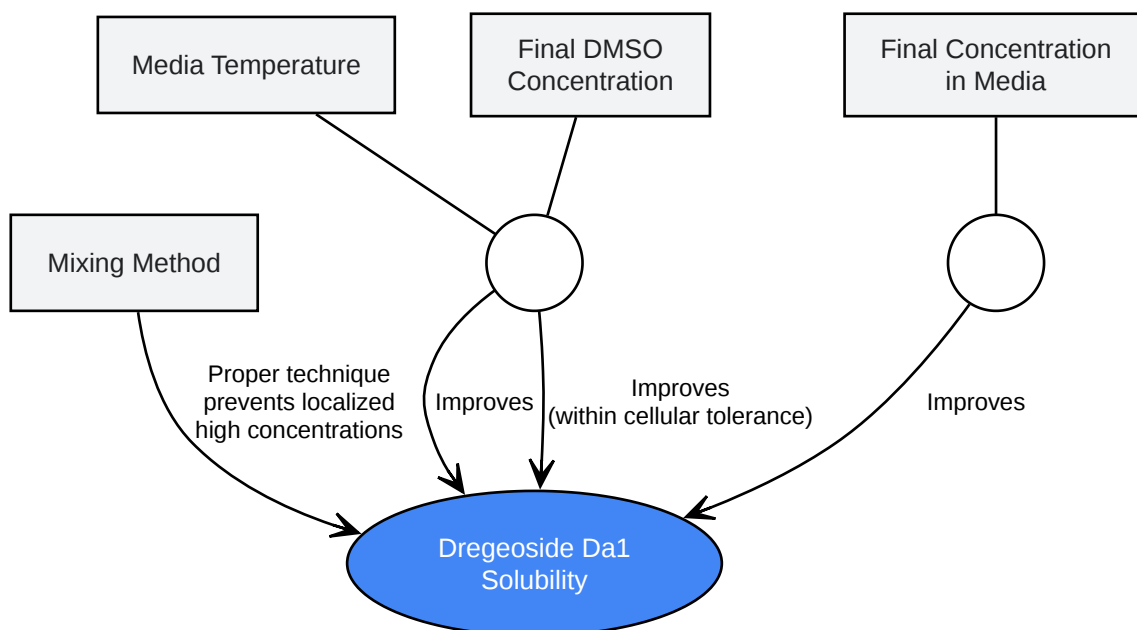 Media Temperature
Final DMSO
Concentration
Final Concentration
in Media
Mixing Method
Proper technique
prevents localized
high concentrations
Improves
Improves
(within cellular tolerance)
Improves
Dregeoside Da1
Solubility